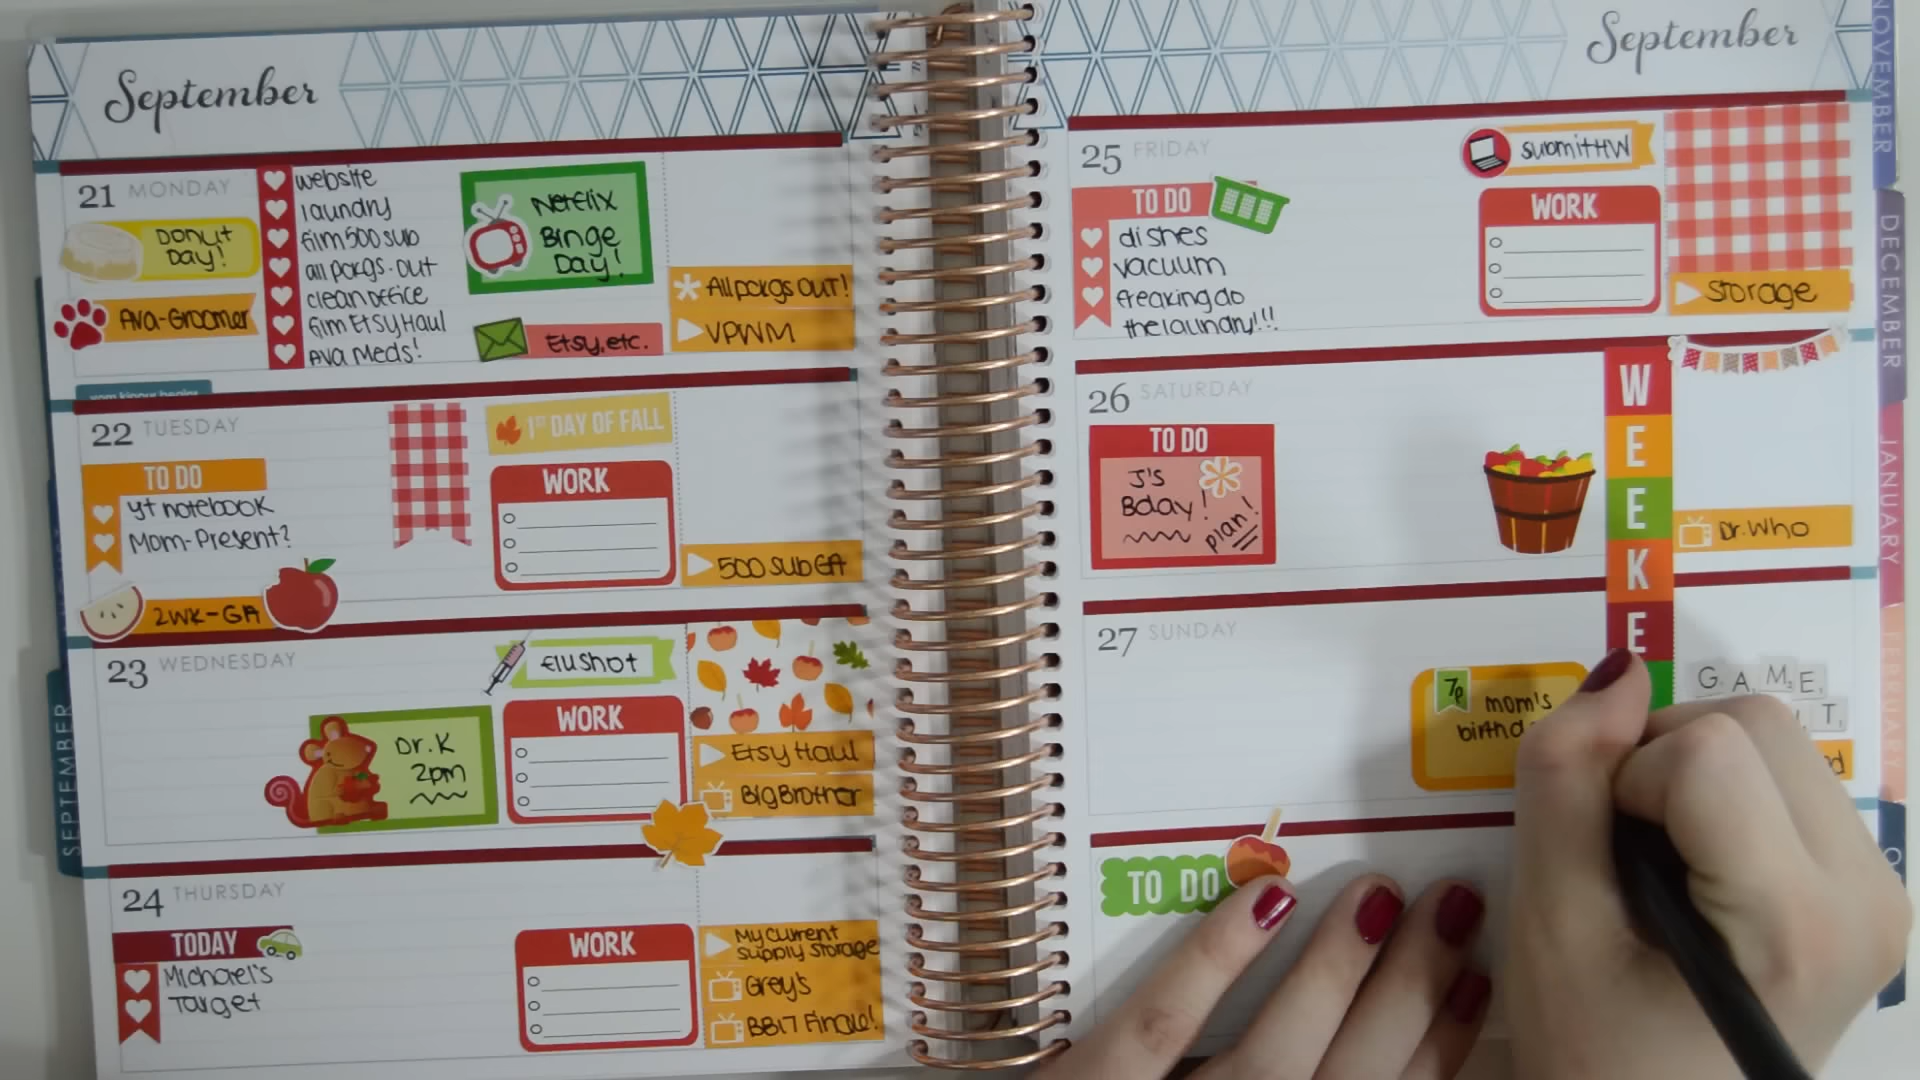 September
21 MONDAY
Donut
Day!
Ava-Groomer
website
laundry
film 500 sub
all pckgs. out
clean office
film Etsy Haul
Ava Meds!
Netflix
Binge
Day!
Etsy, etc.
All pckgs OUT!
VPWM
yom kippur begins
22 TUESDAY
TO DO
yt notebook
Mom-Present?
2WK-GA
1ST DAY OF FALL
WORK
500 SUB GA
23 WEDNESDAY
Flu shot
Dr. K
2pm
WORK
Etsy Haul
Big Brother
24 THURSDAY
TODAY
Michael's
Target
WORK
My Current
Supply Storage
Grey's
BB17 Finale!
SEPTEMBER
September
25 FRIDAY
TO DO
dishes
vacuum
freaking do
the laundry!!!
submit HW
WORK
Storage
26 SATURDAY
TO DO
J's
Bday!
plan!
WEEKE
Dr. Who
27 SUNDAY
7p
mom's
GAME
TO DO
NOVEMBER
DECEMBER
JANUARY
FEBRUARY